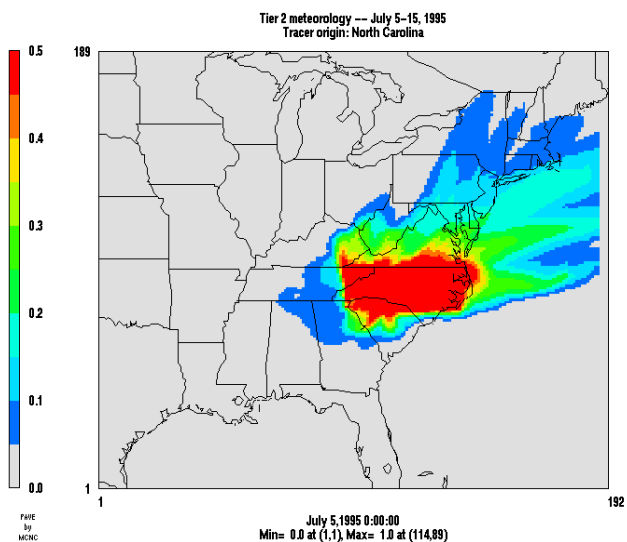 Tier 2 meteorology -- July 5-15, 1995
Tracer origin: North Carolina
189
0.5
0.4
0.3
0.2
0.1
0.0
1
1
192
PAVE
by
MCNC
July 5,1995 0:00:00
Min= 0.0 at (1,1), Max= 1.0 at (114,89)